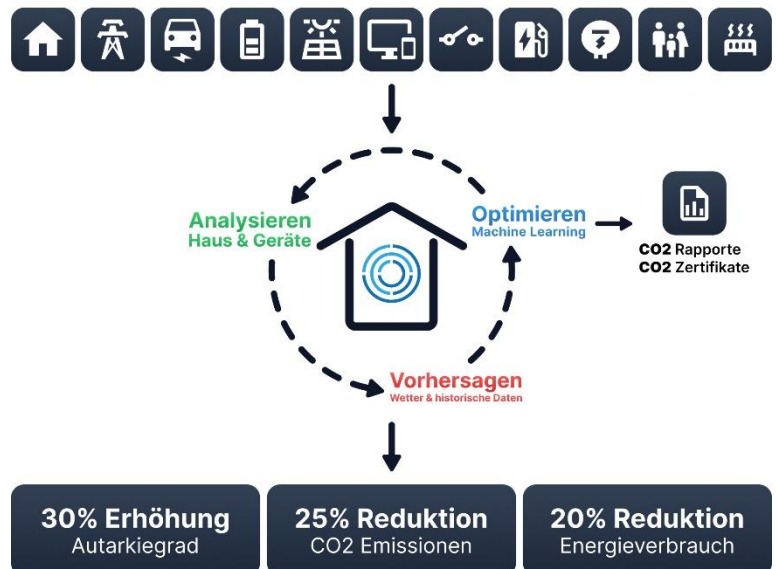 Analysieren
Haus & Geräte
Optimieren
Machine Learning
CO2 Rapporte
CO2 Zertifikate
Vorhersagen
Wetter & historische Daten
30% Erhöhung
Autarkiegrad
25% Reduktion
CO2 Emissionen
20% Reduktion
Energieverbrauch